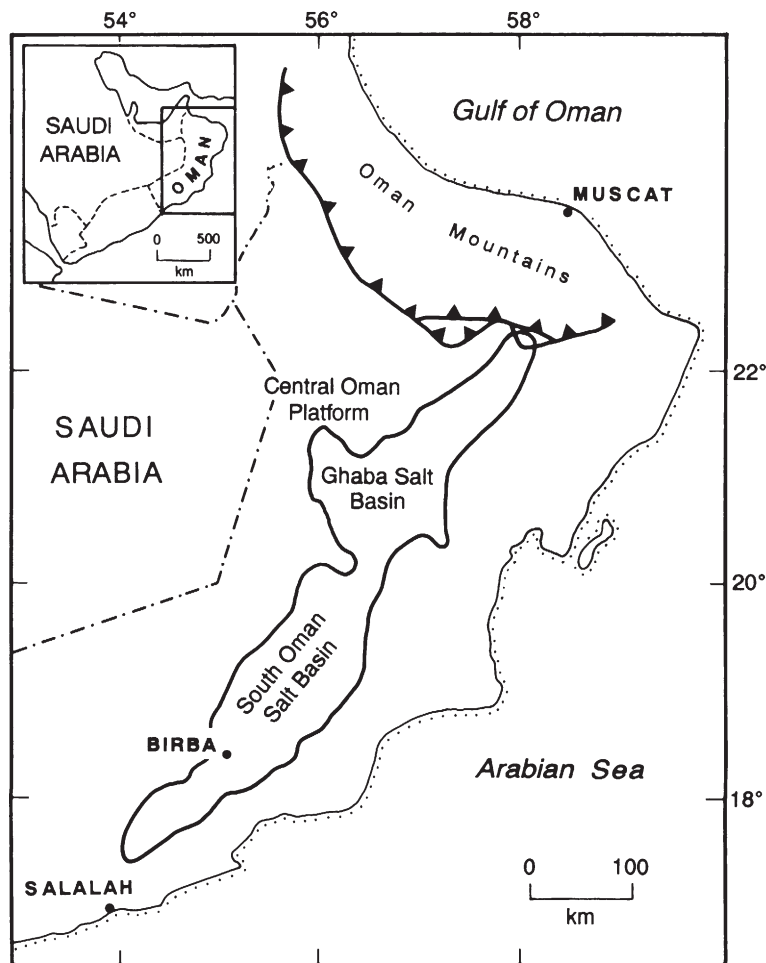 54°
56°
58°
SAUDI
ARABIA
OMAN
0 500
km
Gulf of Oman
MUSCAT
Oman
Mountains
22°
Central Oman
Platform
SAUDI
ARABIA
Ghaba Salt
Basin
20°
South Oman
Salt Basin
BIRBA
Arabian Sea
18°
0 100
km
SALALAH